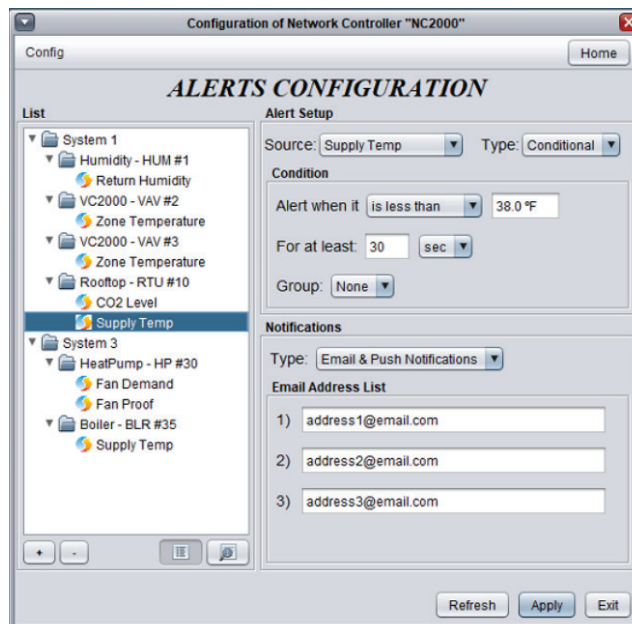 Configuration of Network Controller "NC2000"
Config
Home
ALERTS CONFIGURATION
List
System 1
Humidity - HUM #1
Return Humidity
VC2000 - VAV #2
Zone Temperature
VC2000 - VAV #3
Zone Temperature
Rooftop - RTU #10
CO2 Level
Supply Temp
System 3
HeatPump - HP #30
Fan Demand
Fan Proof
Boiler - BLR #35
Supply Temp
+ -
Alert Setup
Source: Supply Temp Type: Conditional
Condition
Alert when it is less than 38.0 ºF
For at least: 30 sec
Group: None
Notifications
Type: Email & Push Notifications
Email Address List
1) address1@email.com
2) address2@email.com
3) address3@email.com
Refresh Apply Exit